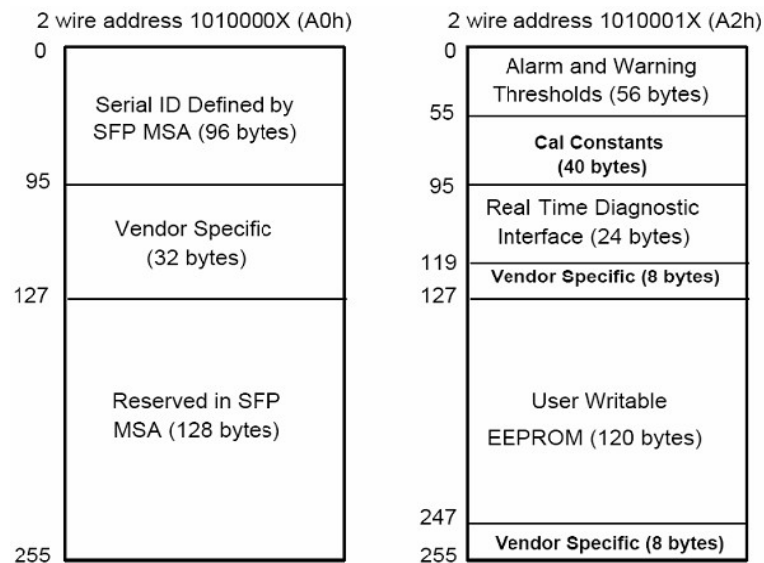 2 wire address 1010000X (A0h)
0
Serial ID Defined by
SFP MSA (96 bytes)
95
Vendor Specific
(32 bytes)
127
Reserved in SFP
MSA (128 bytes)
255
2 wire address 1010001X (A2h)
0
Alarm and Warning
Thresholds (56 bytes)
55
Cal Constants
(40 bytes)
95
Real Time Diagnostic
Interface (24 bytes)
119
Vendor Specific (8 bytes)
127
User Writable
EEPROM (120 bytes)
247
Vendor Specific (8 bytes)
255